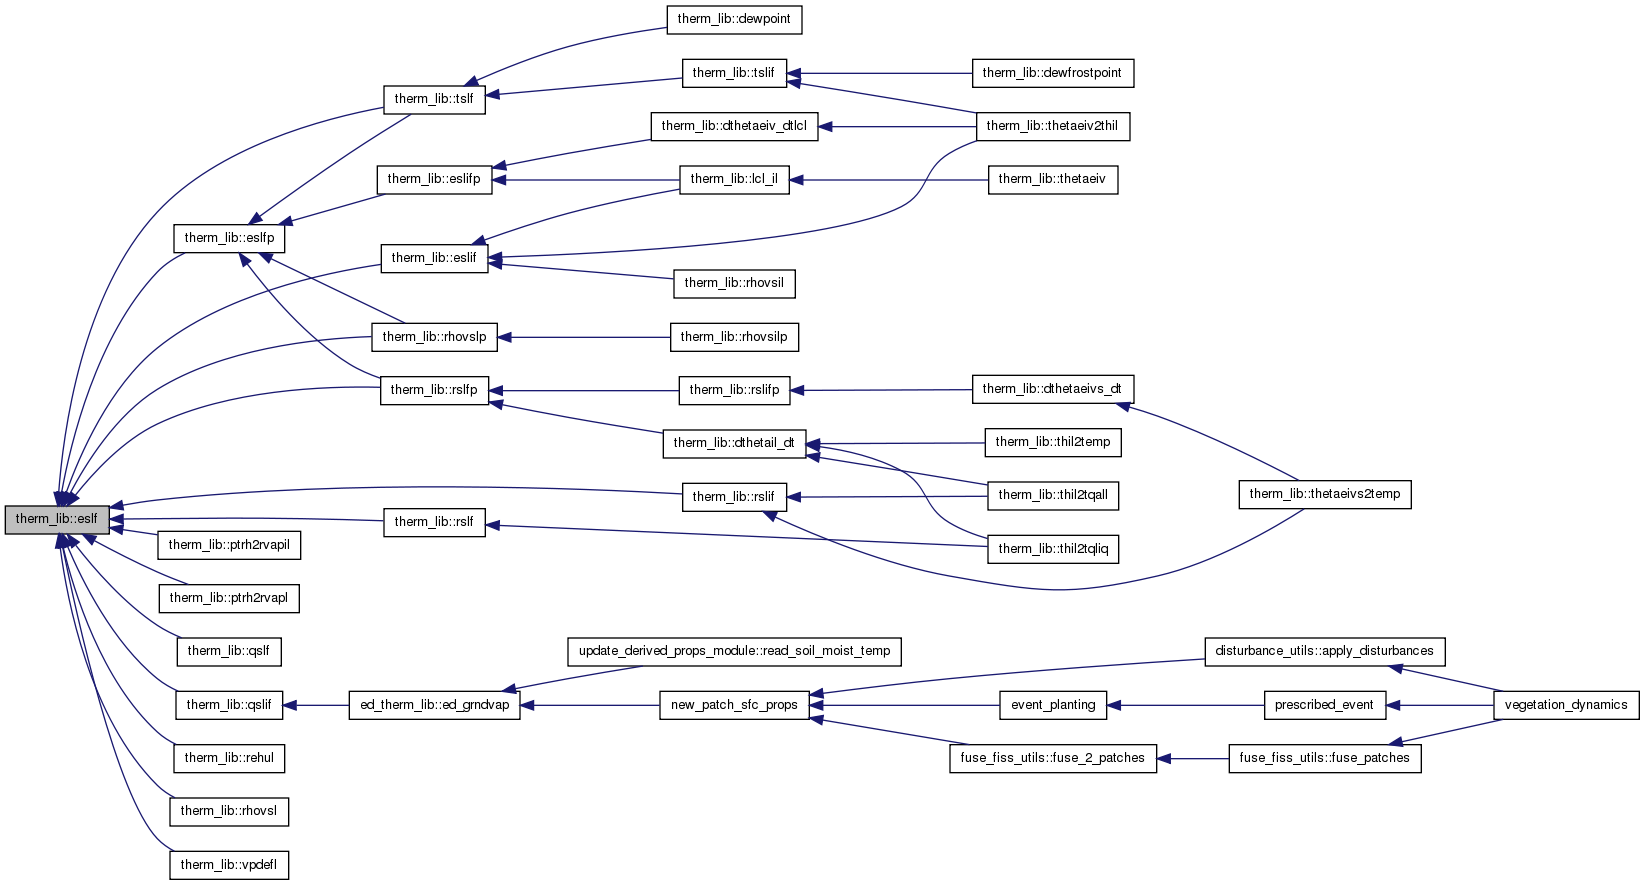 therm_lib::dewpoint
therm_lib::tslif
therm_lib::dewfrostpoint
therm_lib::tslf
therm_lib::dthetaeiv_dtlcl
therm_lib::thetaeiv2thil
therm_lib::eslifp
therm_lib::lcl_il
therm_lib::thetaeiv
therm_lib::eslfp
therm_lib::eslif
therm_lib::rhovsil
therm_lib::rhovslp
therm_lib::rhovsilp
therm_lib::rslfp
therm_lib::rslifp
therm_lib::dthetaeivs_dt
therm_lib::dthetail_dt
therm_lib::thil2temp
therm_lib::rslif
therm_lib::thil2tqall
therm_lib::thetaeivs2temp
therm_lib::eslf
therm_lib::rslf
therm_lib::ptrh2rvapil
therm_lib::thil2tqliq
therm_lib::ptrh2rvapl
therm_lib::qslf
update_derived_props_module::read_soil_moist_temp
disturbance_utils::apply_disturbances
therm_lib::qslif
ed_therm_lib::ed_grndvap
new_patch_sfc_props
event_planting
prescribed_event
vegetation_dynamics
therm_lib::rehul
fuse_fiss_utils::fuse_2_patches
fuse_fiss_utils::fuse_patches
therm_lib::rhovsl
therm_lib::vpdefl